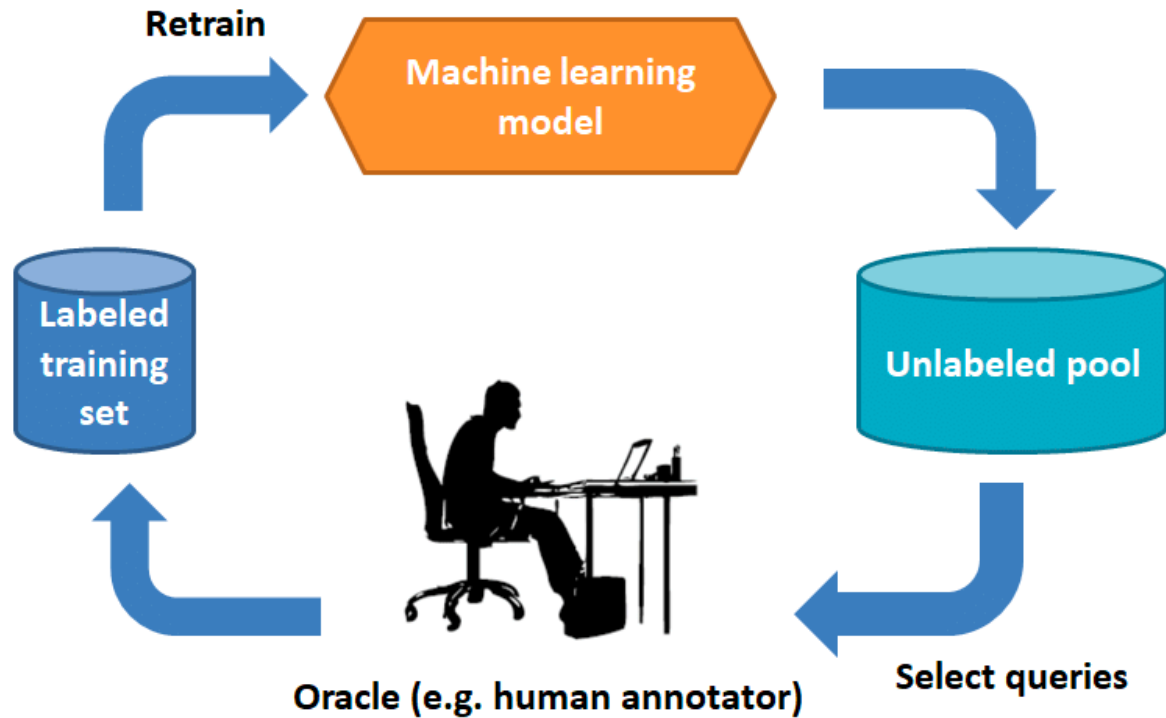 Retrain
Machine learning
model
Labeled
training
set
Unlabeled pool
Select queries
Oracle (e.g. human annotator)